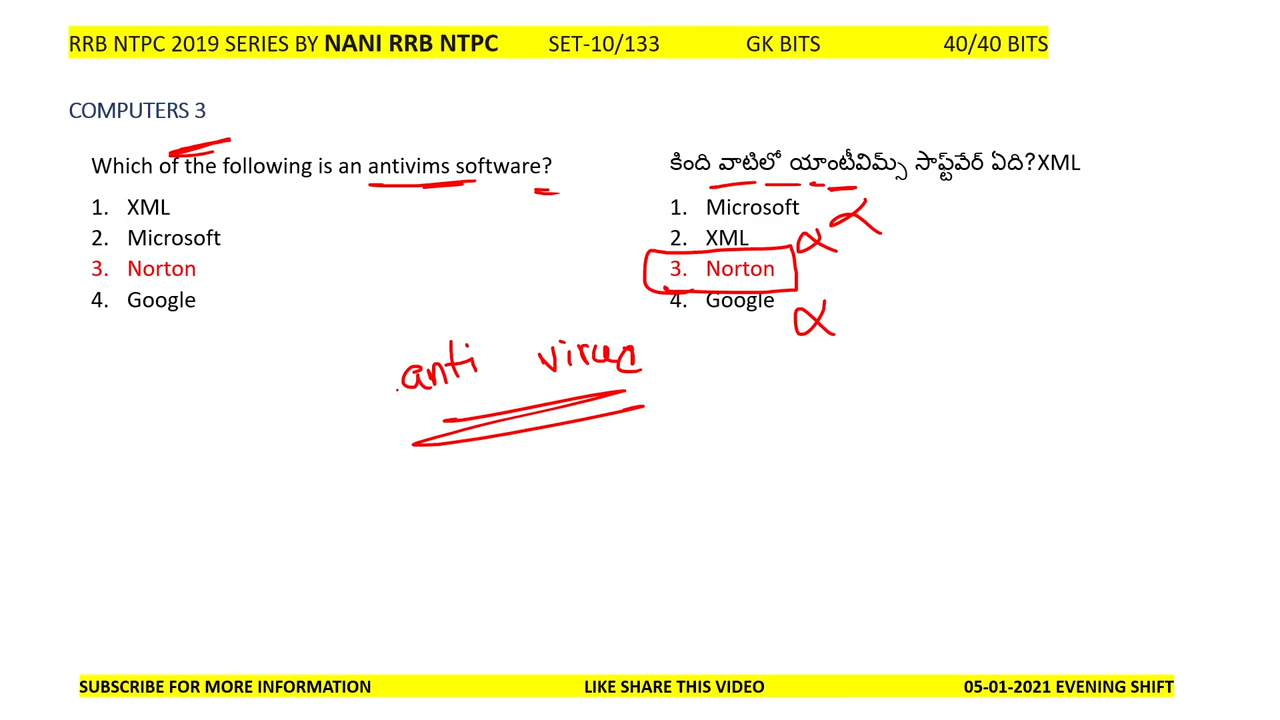 RRB NTPC 2019 SERIES BY NANI RRB NTPC SET-10/133 GK BITS 40/40 BITS
COMPUTERS 3
Which of the following is an antivims software?
1. XML
2. Microsoft
3. Norton
4. Google
కింది వాటిలో యాంటీవిమ్స్ సాఫ్ట్‌వేర్ ఏది?XML
1. Microsoft
2. XML
3. Norton
4. Google
anti virus
SUBSCRIBE FOR MORE INFORMATION LIKE SHARE THIS VIDEO 05-01-2021 EVENING SHIFT